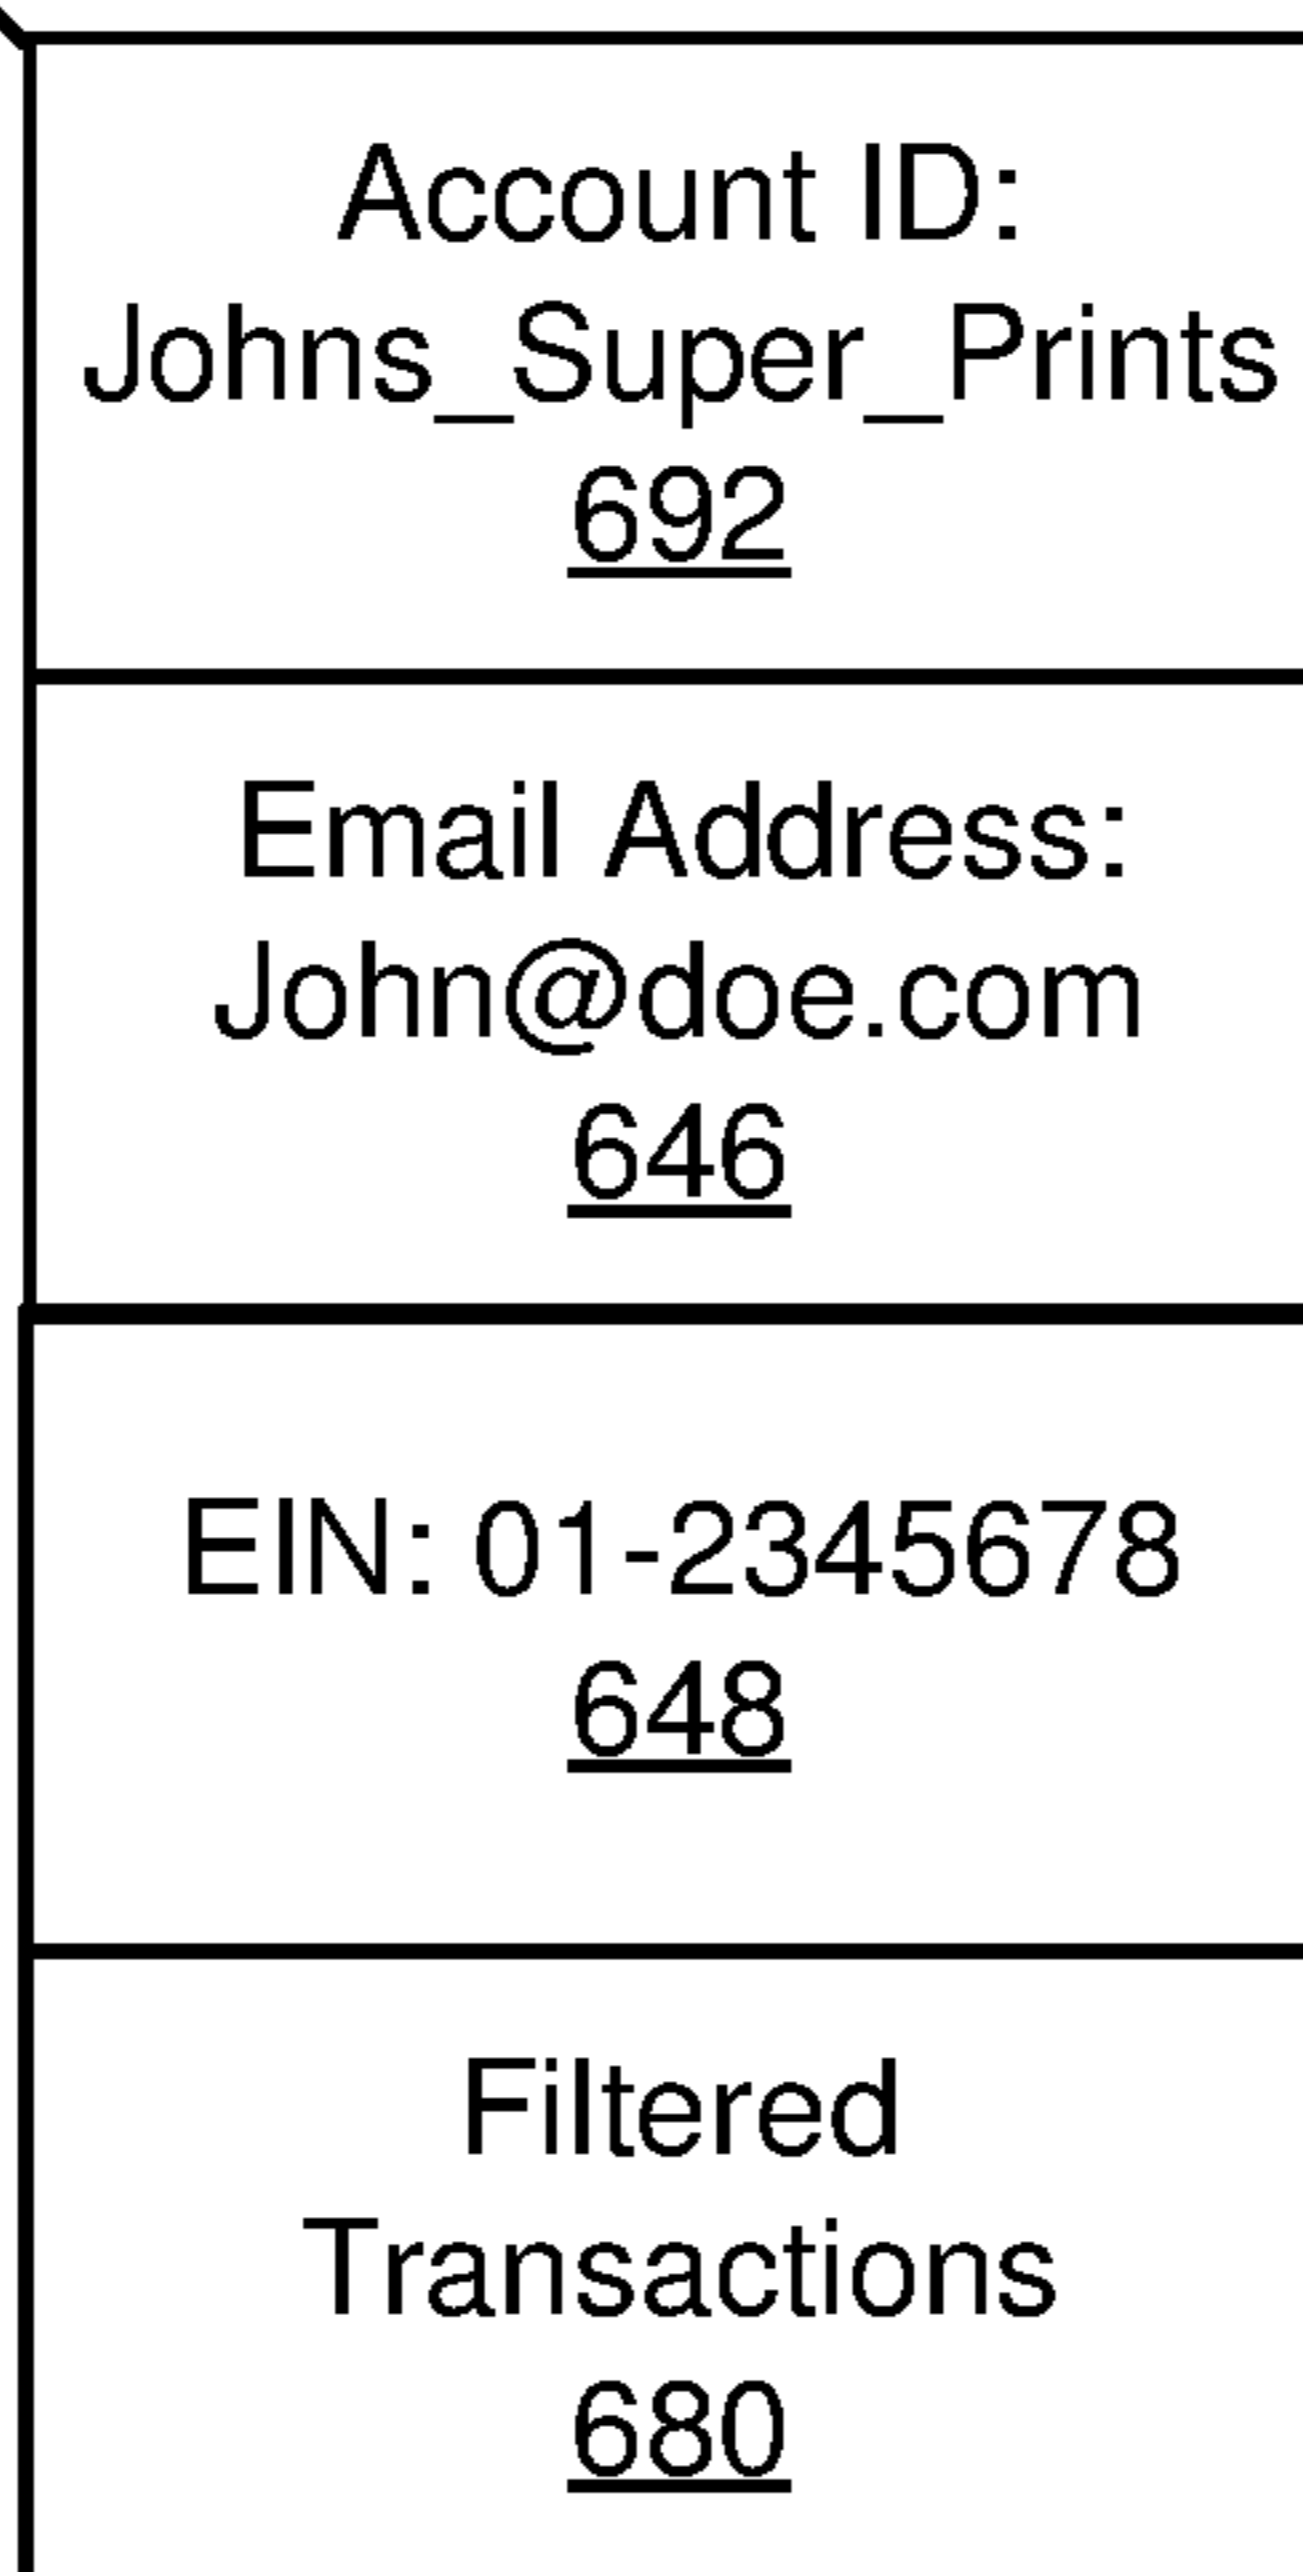 Account ID:
Johns_Super_Prints
692
Email Address:
John@doe.com
646
EIN: 01-2345678
648
Filtered
Transactions
680